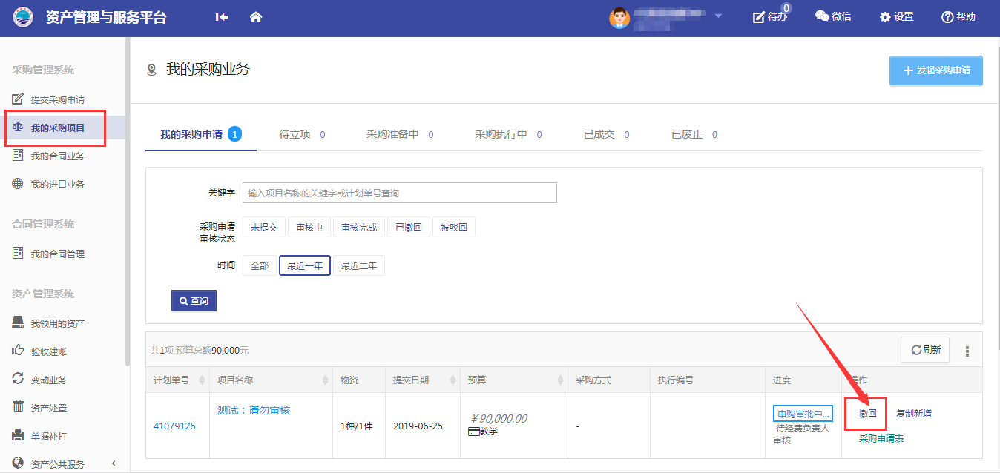 资产管理与服务平台
待办 0
微信
设置
帮助
采购管理系统
提交采购申请
我的采购项目
我的合同业务
我的进口业务
合同管理系统
我的合同管理
资产管理系统
我领用的资产
验收建账
变动业务
资产处置
单据补打
资产公共服务
我的采购业务
发起采购申请
我的采购申请 1
待立项 0
采购准备中 0
采购执行中 0
已成交 0
已废止 0
关键字 输入项目名称的关键字或计划单号查询
采购申请
审核状态
未提交 审核中 审核完成 已撤回 被驳回
时间 全部 最近一年 最近二年
查询
共1项,预算总额90,000元
刷新
计划单号 项目名称 物资 提交日期 预算 采购方式 执行编号 进度
41079126
测试：请勿审核
1种/1件
2019-06-25
￥90,000.00
教学
-
申购审批中...
待经费负责人
审核
撤回
复制新增
采购申请表